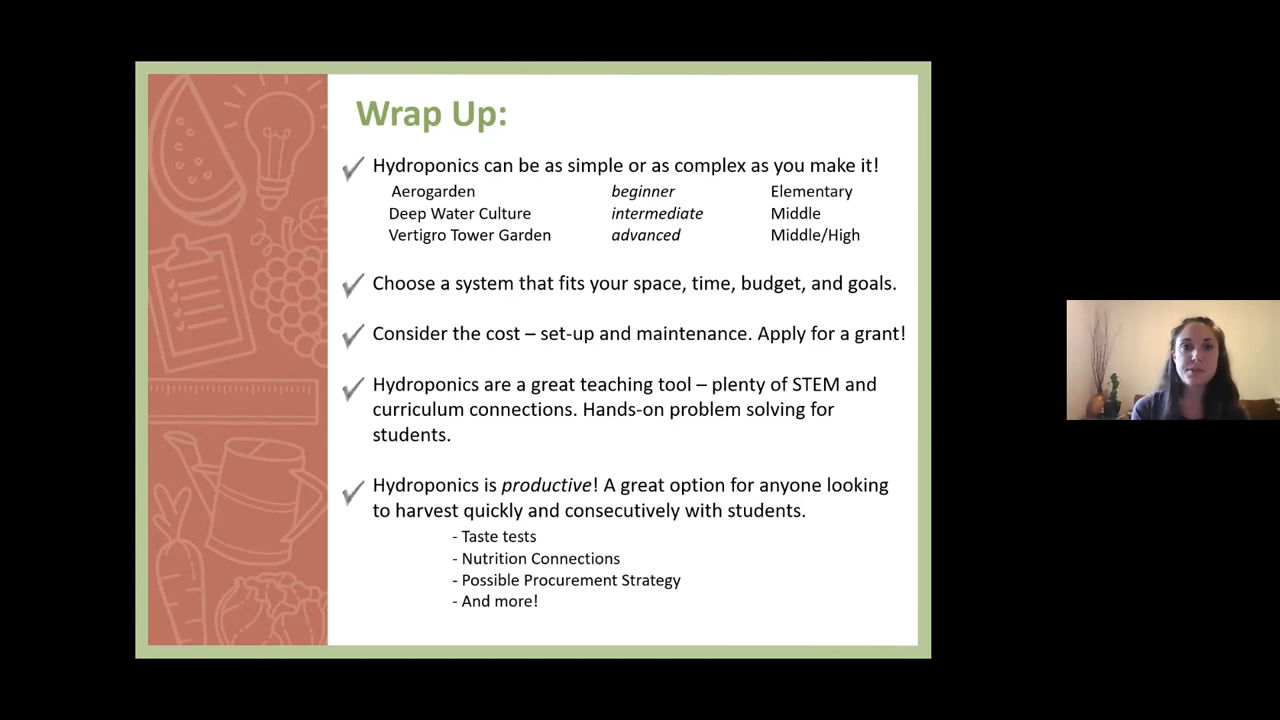 Wrap Up:
Hydroponics can be as simple or as complex as you make it!
Aerogarden beginner Elementary
Deep Water Culture intermediate Middle
Vertigro Tower Garden advanced Middle/High
Choose a system that fits your space, time, budget, and goals.
Consider the cost – set-up and maintenance. Apply for a grant!
Hydroponics are a great teaching tool – plenty of STEM and
curriculum connections. Hands-on problem solving for
students.
Hydroponics is productive! A great option for anyone looking
to harvest quickly and consecutively with students.
- Taste tests
- Nutrition Connections
- Possible Procurement Strategy
- And more!